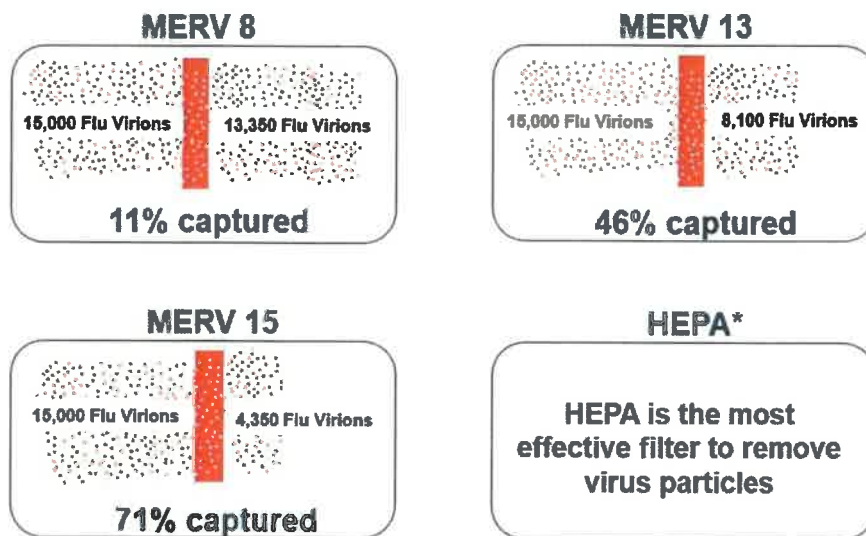 MERV 8
15,000 Flu Virions
13,350 Flu Virions
11% captured
MERV 13
15,000 Flu Virions
8,100 Flu Virions
46% captured
MERV 15
15,000 Flu Virions
4,350 Flu Virions
71% captured
HEPA*
HEPA is the most
effective filter to remove
virus particles